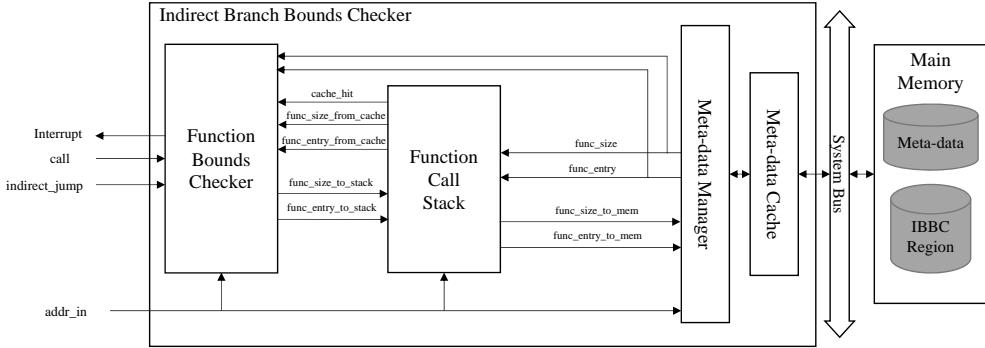 Indirect Branch Bounds Checker
Interrupt
call
indirect_jump
addr_in
Function
Bounds
Checker
cache_hit
func_size_from_cache
func_entry_from_cache
func_size_to_stack
func_entry_to_stack
Function
Call
Stack
func_size
func_entry
func_size_to_mem
func_entry_to_mem
Meta-data Manager
Meta-data Cache
System Bus
Main
Memory
Meta-data
IBBC
Region